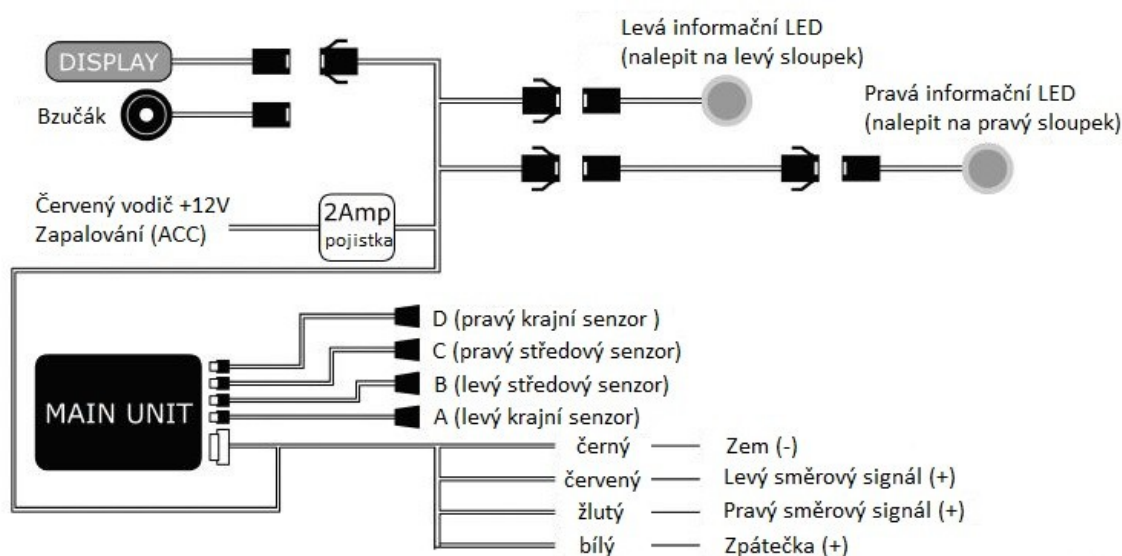 DISPLAY
Bzučák
Levá informační LED
(nalepit na levý sloupek)
Pravá informační LED
(nalepit na pravý sloupek)
Červený vodič +12V
Zapalování (ACC)
2Amp
pojistka
D (pravý krajní senzor )
C (pravý středový senzor)
B (levý středový senzor)
A (levý krajní senzor)
MAIN UNIT
černý Zem (-)
červený Levý směrový signál (+)
žlutý Pravý směrový signál (+)
bílý Zpátečka (+)